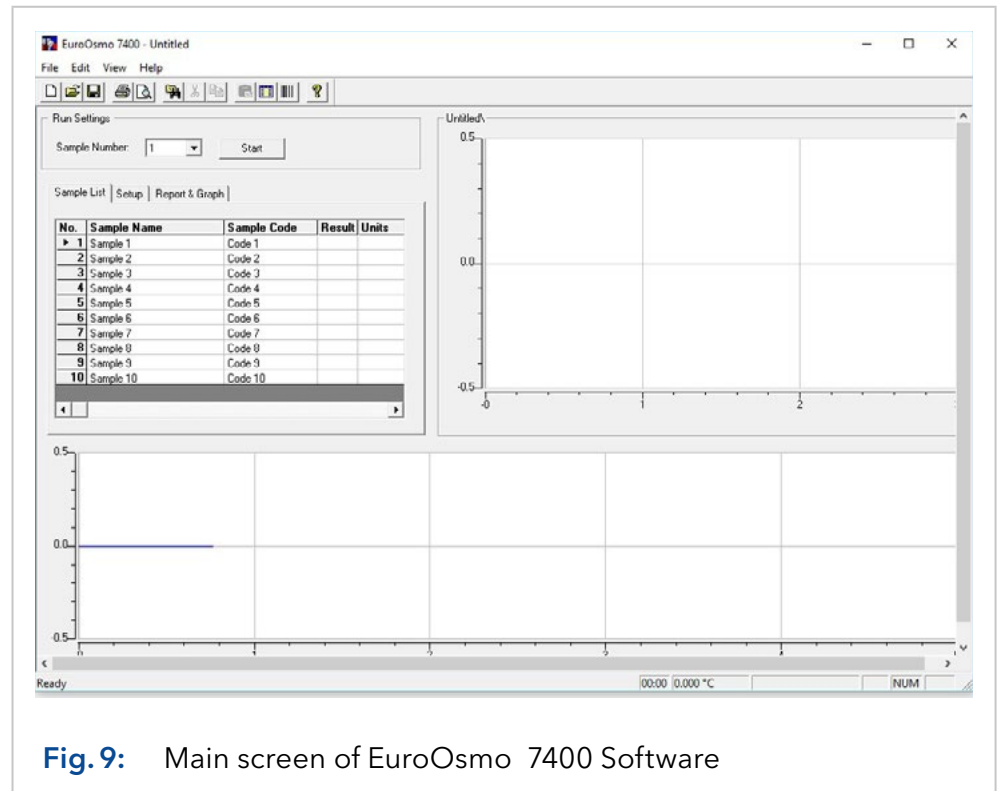 EuroOsmo 7400 - Untitled
File Edit View Help
Run Settings
Sample Number: 1 Start
Sample List Setup Report & Graph
No. Sample Name Sample Code Result Units
1 Sample 1 Code 1
2 Sample 2 Code 2
3 Sample 3 Code 3
4 Sample 4 Code 4
5 Sample 5 Code 5
6 Sample 6 Code 6
7 Sample 7 Code 7
8 Sample 8 Code 8
9 Sample 9 Code 9
10 Sample 10 Code 10
Untitled\
0.5
0.0
-0.5
-0 1 2
0.5
0.0
-0.5
0 1 2 3 4
Ready 00:00 0.000 °C NUM
Fig. 9: Main screen of EuroOsmo 7400 Software